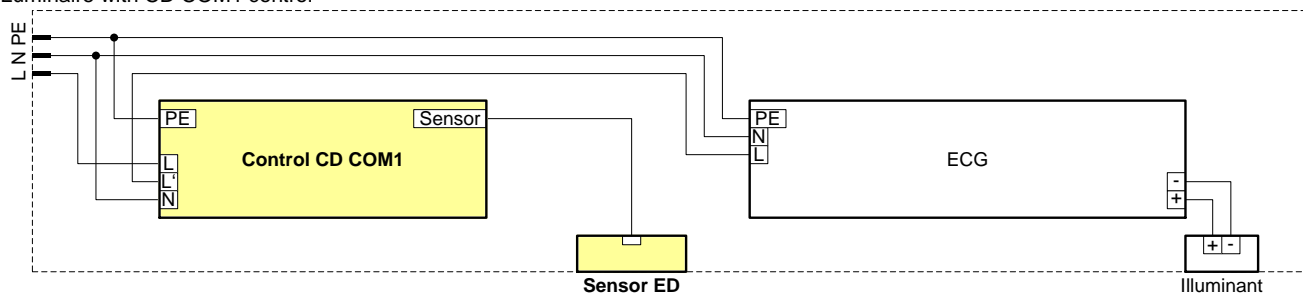 Luminaire with CD COM1 control
L N PE
PE
Sensor
PE
N
L
Control CD COM1
ECG
L
L'
N
-
+
+ -
Sensor ED
Illuminant